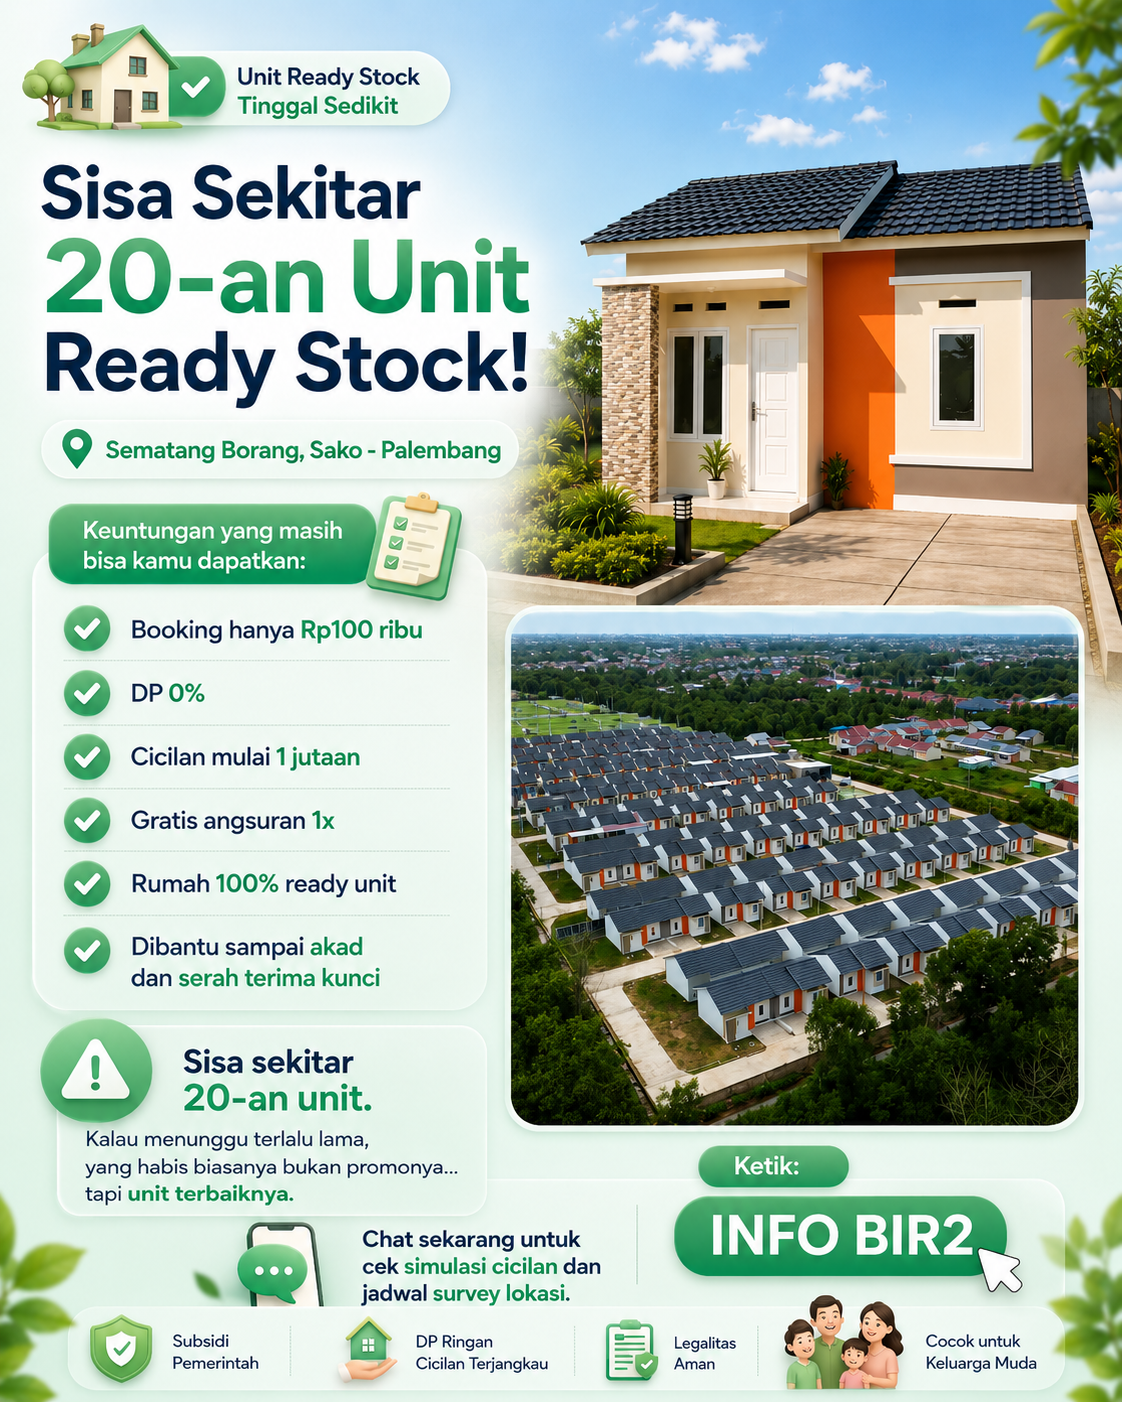 Unit Ready Stock
Tinggal Sedikit
Sisa Sekitar
20-an Unit
Ready Stock!
Sematang Borang, Sako - Palembang
Keuntungan yang masih
bisa kamu dapatkan:
Booking hanya Rp100 ribu
DP 0%
Cicilan mulai 1 jutaan
Gratis angsuran 1x
Rumah 100% ready unit
Dibantu sampai akad
dan serah terima kunci
Sisa sekitar
20-an unit.
Kalau menunggu terlalu lama,
yang habis biasanya bukan promonya...
tapi unit terbaiknya.
Chat sekarang untuk
cek simulasi cicilan dan
jadwal survey lokasi.
Ketik:
INFO BIR2
Subsidi
Pemerintah
DP Ringan
Cicilan Terjangkau
Legalitas
Aman
Cocok untuk
Keluarga Muda